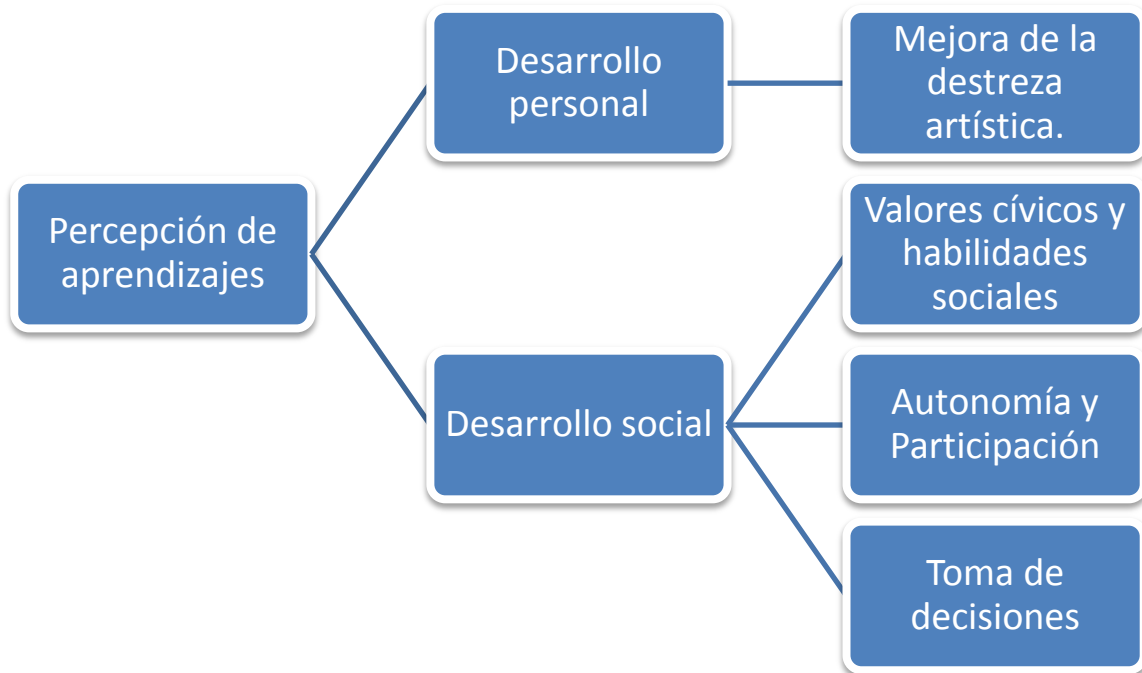 Percepción de
aprendizajes
Desarrollo
personal
Mejora de la
destreza
artística.
Desarrollo social
Valores cívicos y
habilidades
sociales
Autonomía y
Participación
Toma de
decisiones